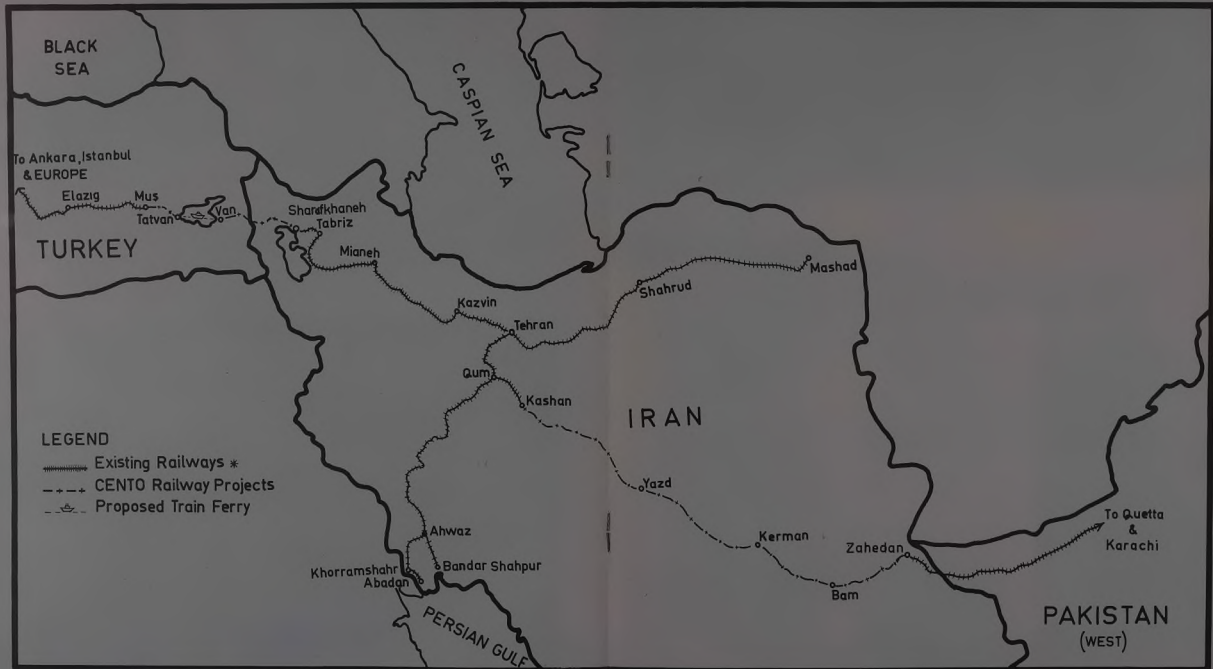 BLACK
SEA
CASPIAN SEA
To Ankara, Istanbul
& EUROPE
Elazig
Muş
Tatvan
Van
Sharafkhaneh
Tabriz
TURKEY
Mianeh
Mashad
Shahrud
Kazvin
Tehran
Qum
Kashan
IRAN
LEGEND
Existing Railways *
CENTO Railway Projects
Proposed Train Ferry
Yazd
Ahwaz
Kerman
Zahedan
To Quetta
&
Karachi
Khorramshahr
Abadan
Bandar Shahpur
Bam
PERSIAN GULF
PAKISTAN
(WEST)